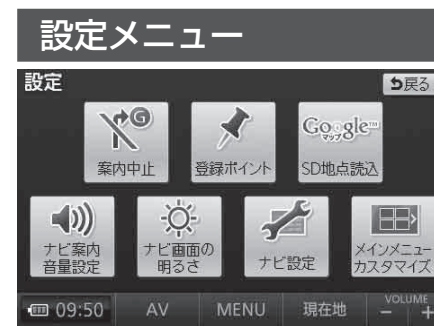 設定メニュー
設定
戻る
G
Google™
マップ
案内中止
登録ポイント
SD地点読込
ナビ案内
音量設定
ナビ画面の
明るさ
ナビ設定
メインメニュー
カスタマイズ
09:50
AV
MENU
現在地
VOLUME
− +